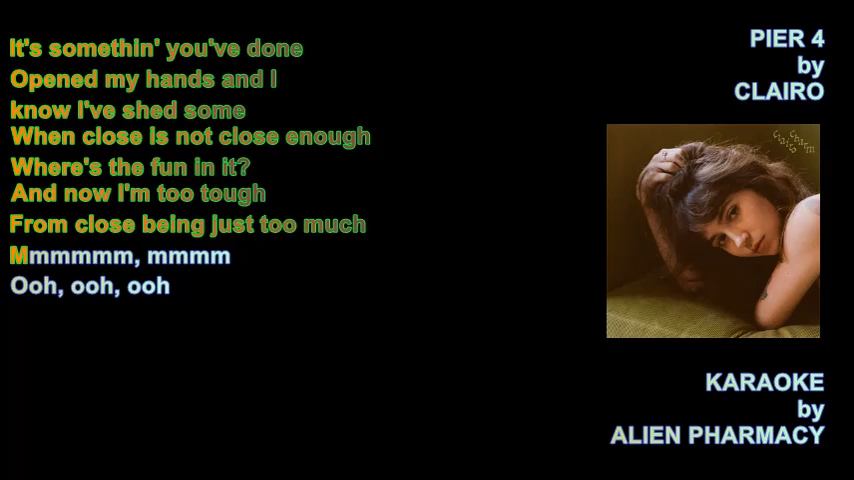 It's somethin' you've done
Opened my hands and I
know I've shed some
When close is not close enough
Where's the fun in it?
And now I'm too tough
From close being just too much
Mmmmmm, mmmm
Ooh, ooh, ooh
PIER 4
by
CLAIRO
Clairo
Charm
KARAOKE
by
ALIEN PHARMACY